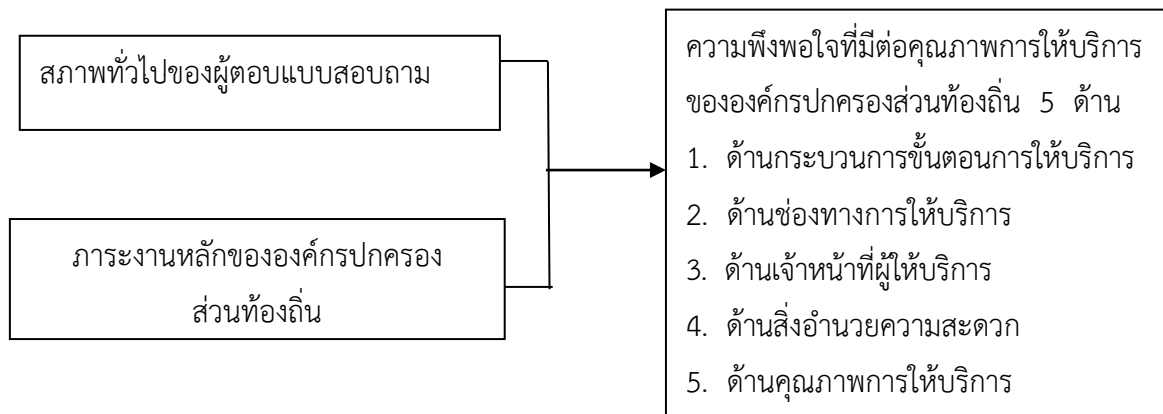 สภาพทั่วไปของผู้ตอบแบบสอบถาม
ภาระงานหลักขององค์กรปกครอง
ส่วนท้องถิ่น
ความพึงพอใจที่มีต่อคุณภาพการให้บริการ
ขององค์กรปกครองส่วนท้องถิ่น 5 ด้าน
1. ด้านกระบวนการขั้นตอนการให้บริการ
2. ด้านช่องทางการให้บริการ
3. ด้านเจ้าหน้าที่ผู้ให้บริการ
4. ด้านสิ่งอำนวยความสะดวก
5. ด้านคุณภาพการให้บริการ